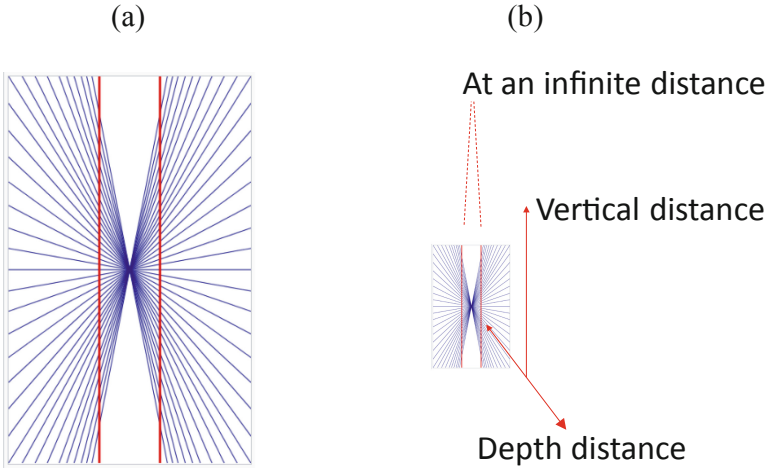 (a)
(b)
At an infinite distance
Vertical distance
Depth distance